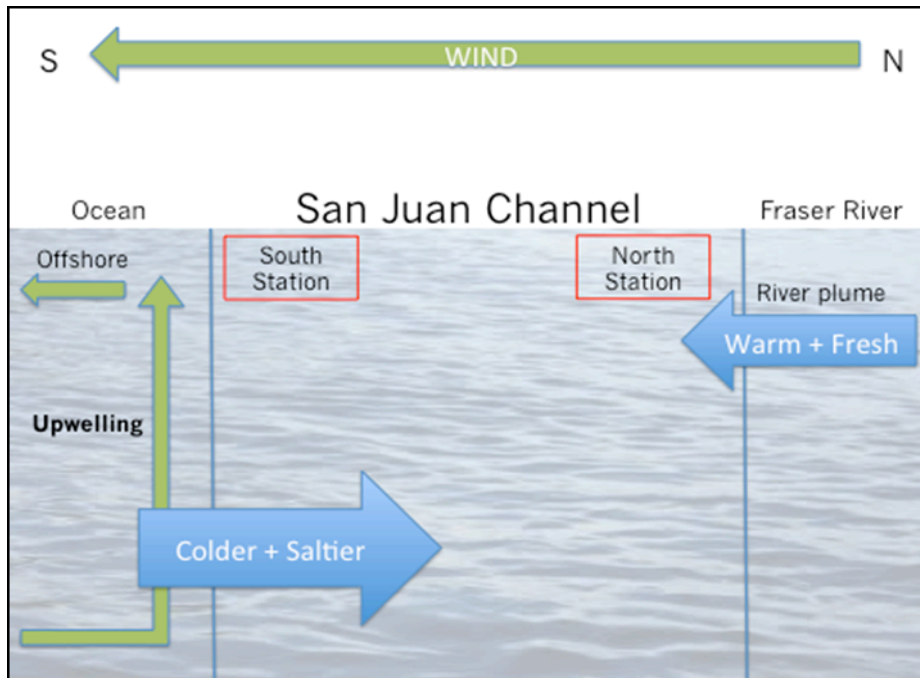 S
WIND
N
Ocean
San Juan Channel
Fraser River
Offshore
South
Station
North
Station
River plume
Warm + Fresh
Upwelling
Colder + Saltier